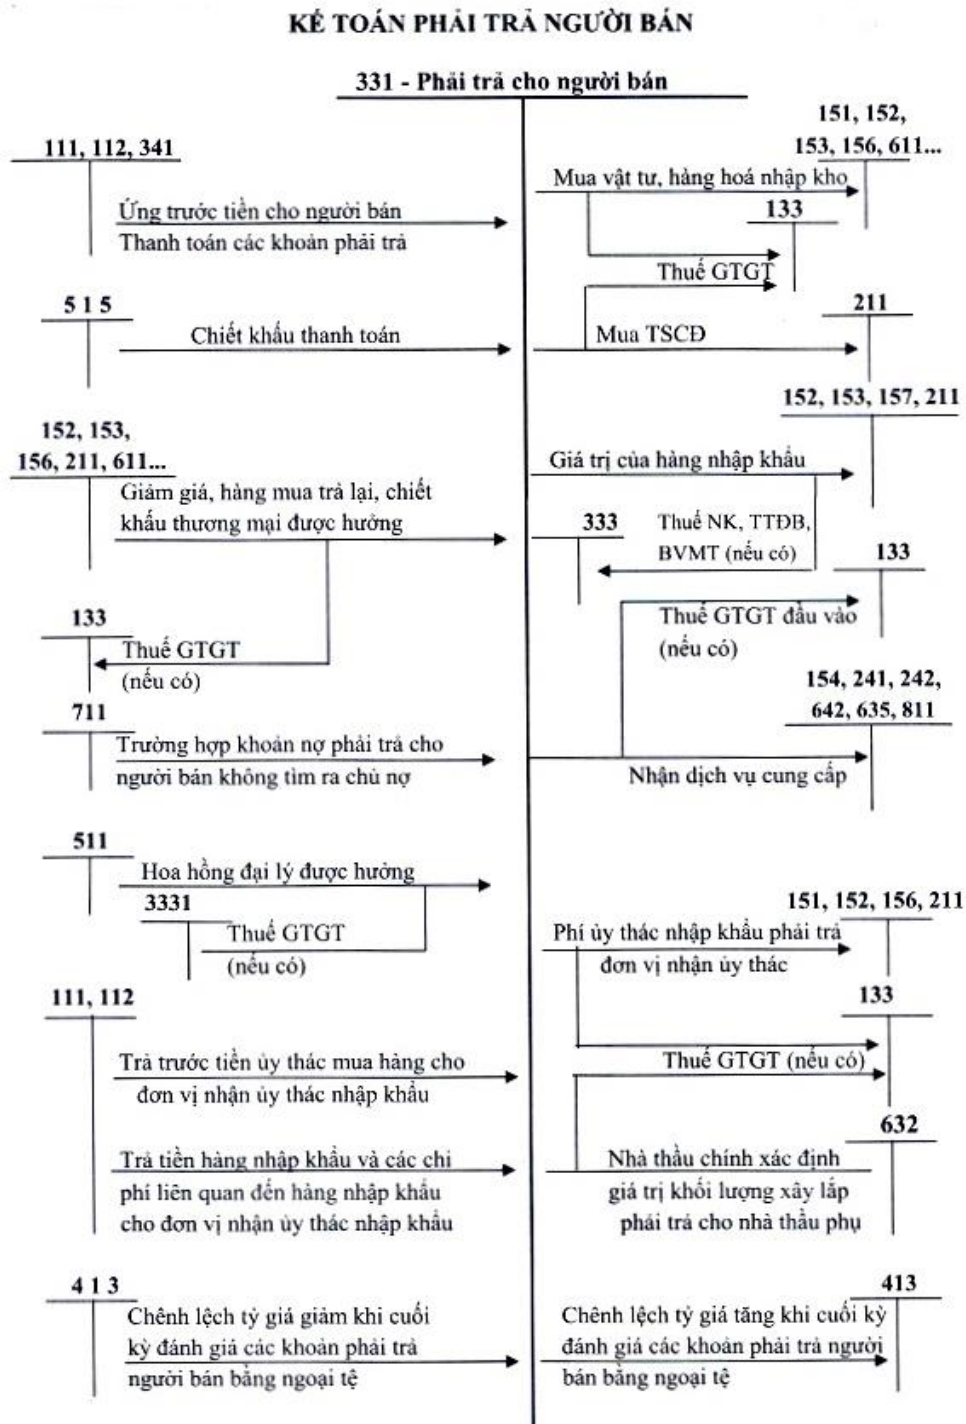 KẾ TOÁN PHẢI TRẢ NGƯỜI BÁN
331 - Phải trả cho người bán
111, 112, 341
Ứng trước tiền cho người bán
Thanh toán các khoản phải trả
5 1 5
Chiết khấu thanh toán
152, 153,
156, 211, 611...
Giảm giá, hàng mua trả lại, chiết
khấu thương mại được hưởng
133
Thuế GTGT
(nếu có)
711
Trường hợp khoản nợ phải trả cho
người bán không tìm ra chủ nợ
511
Hoa hồng đại lý được hưởng
3331
Thuế GTGT
(nếu có)
111, 112
Trả trước tiền ủy thác mua hàng cho
đơn vị nhận ủy thác nhập khẩu
Trả tiền hàng nhập khẩu và các chi
phí liên quan đến hàng nhập khẩu
cho đơn vị nhận ủy thác nhập khẩu
4 1 3
Chênh lệch tỷ giá giảm khi cuối
kỳ đánh giá các khoản phải trả
người bán bằng ngoại tệ
151, 152,
153, 156, 611...
Mua vật tư, hàng hoá nhập kho
133
Thuế GTGT
211
Mua TSCĐ
152, 153, 157, 211
Giá trị của hàng nhập khẩu
333
Thuế NK, TTĐB,
BVMT (nếu có)
133
Thuế GTGT đầu vào
(nếu có)
154, 241, 242,
642, 635, 811
Nhận dịch vụ cung cấp
151, 152, 156, 211
Phí ủy thác nhập khẩu phải trả
đơn vị nhận ủy thác
133
Thuế GTGT (nếu có)
632
Nhà thầu chính xác định
giá trị khối lượng xây lắp
phải trả cho nhà thầu phụ
413
Chênh lệch tỷ giá tăng khi cuối kỳ
đánh giá các khoản phải trả người
bán bằng ngoại tệ